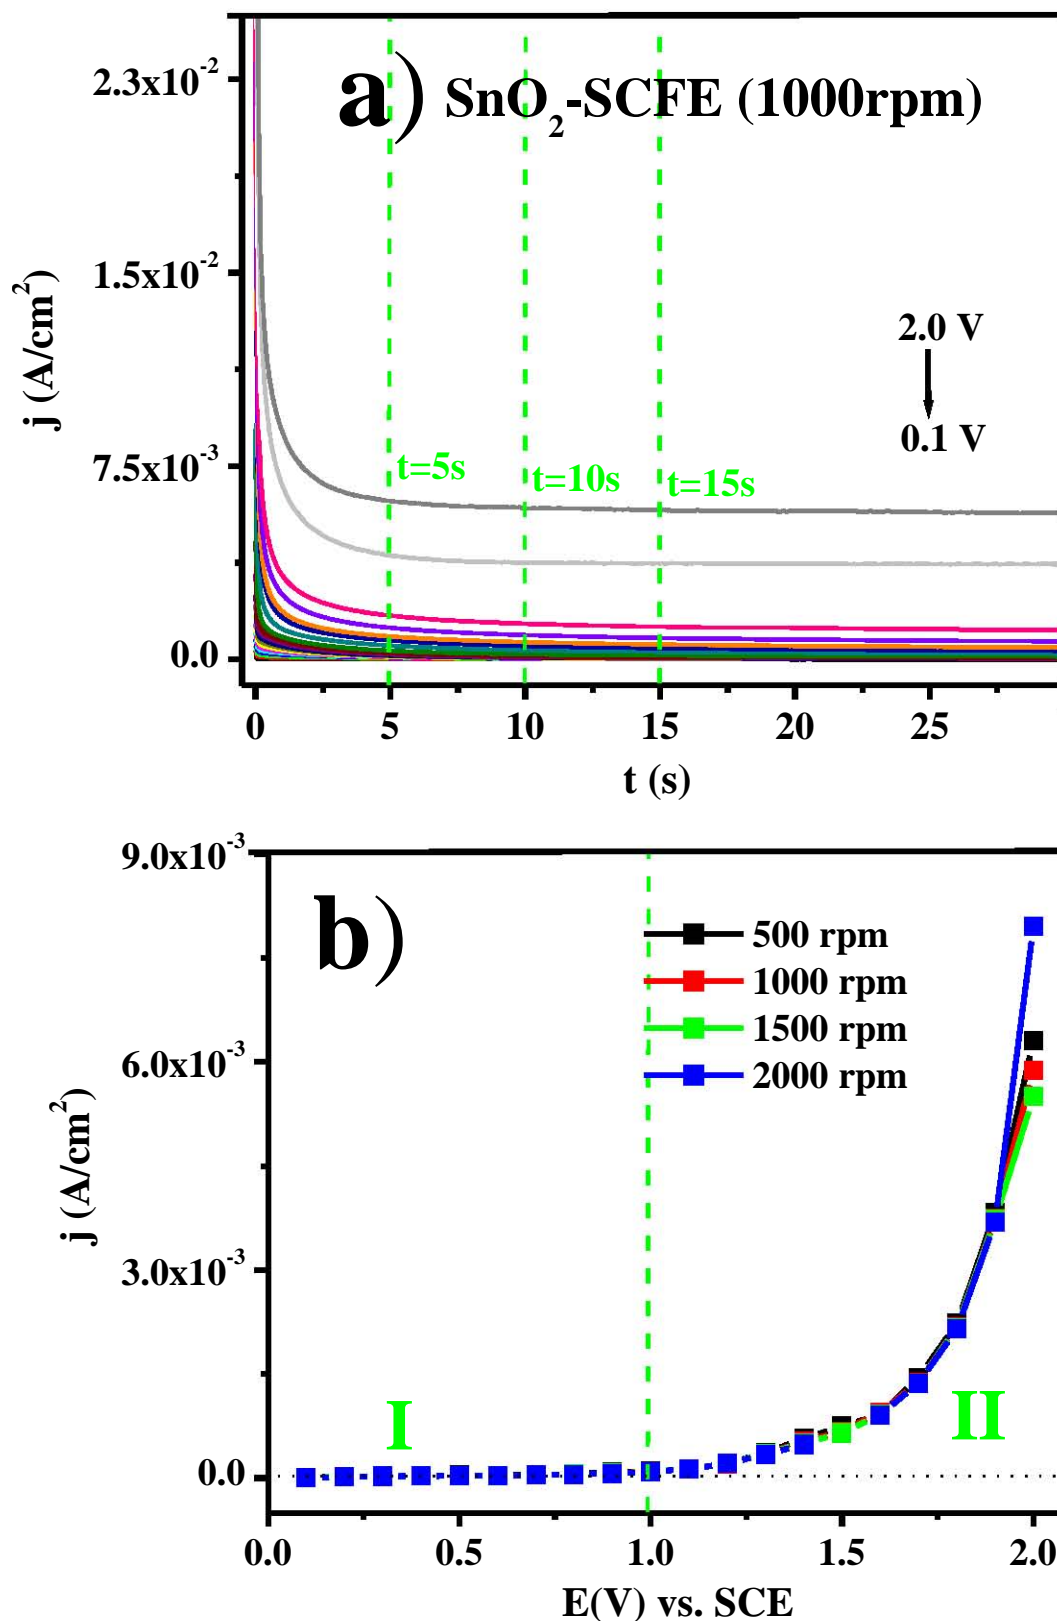 a) SnO₂-SCFE (1000rpm)
j (A/cm²)
2.3x10⁻²
1.5x10⁻²
7.5x10⁻³
0.0
2.0 V
0.1 V
t=5s
t=10s
t=15s
0 5 10 15 20 25
t (s)
b)
j (A/cm²)
9.0x10⁻³
6.0x10⁻³
3.0x10⁻³
0.0
500 rpm
1000 rpm
1500 rpm
2000 rpm
I
II
0.0 0.5 1.0 1.5 2.0
E(V) vs. SCE